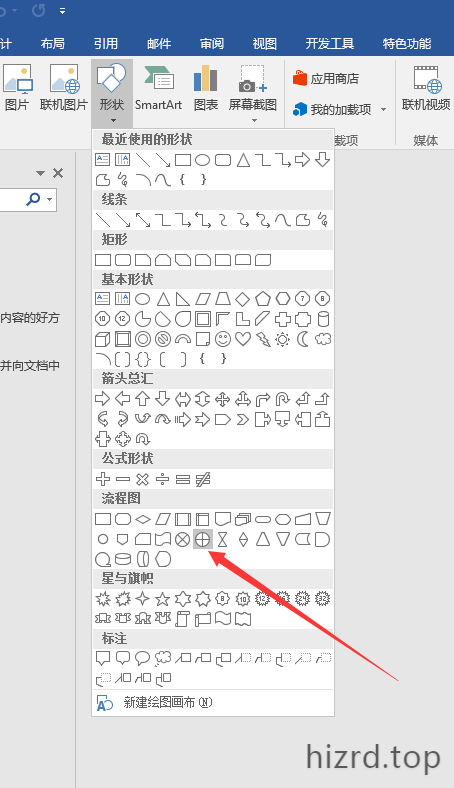 计 布局 引用 邮件 审阅 视图 开发工具 特色功能
图片 联机图片 形状 SmartArt 图表 屏幕截图 应用商店 联机视频
我的加载项
载项 媒体
最近使用的形状
线条
矩形
基本形状
内容的好方
并向文档中
箭头总汇
公式形状
流程图
星与旗帜
标注
新建绘图画布(N)
hizrd.top